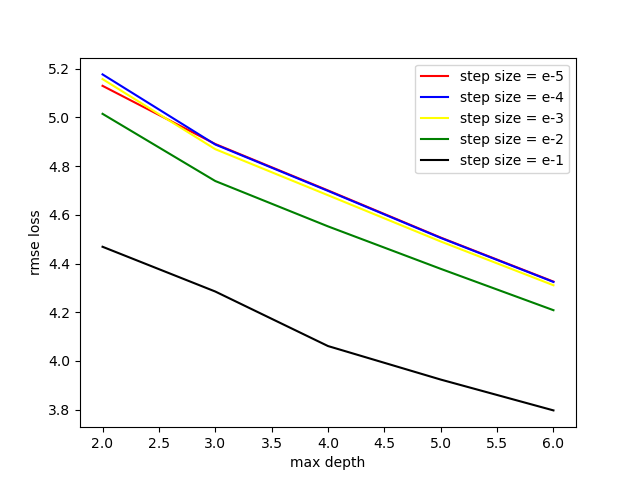 5.2
5.0
4.8
4.6
4.4
4.2
4.0
3.8
rmse loss
step size = e-5
step size = e-4
step size = e-3
step size = e-2
step size = e-1
2.0 2.5 3.0 3.5 4.0 4.5 5.0 5.5 6.0
max depth